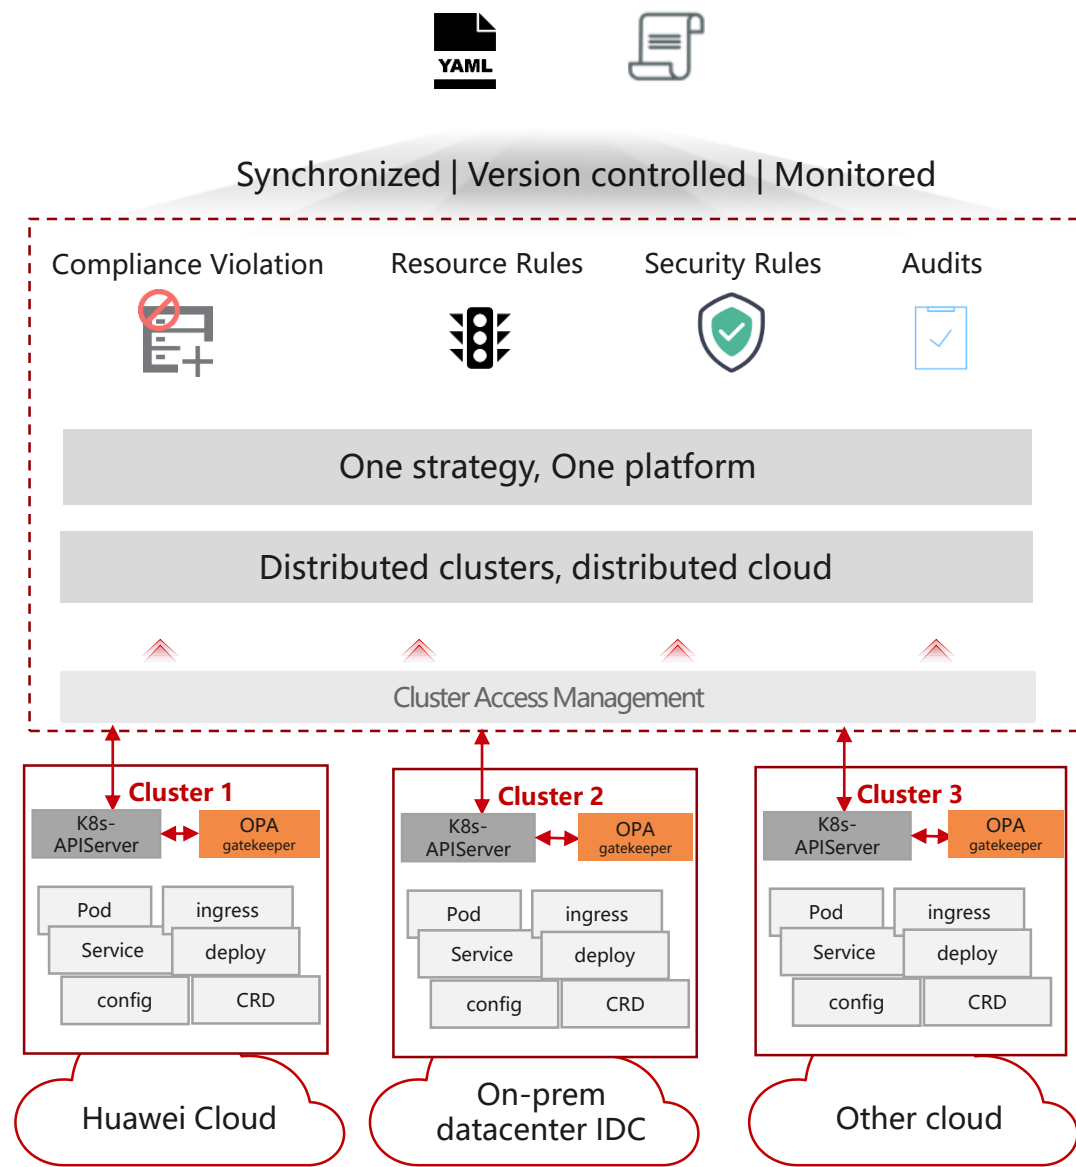 YAML
Synchronized | Version controlled | Monitored
Compliance Violation
Resource Rules
Security Rules
Audits
One strategy, One platform
Distributed clusters, distributed cloud
Cluster Access Management
Cluster 1
K8s-
APIServer
OPA
gatekeeper
Pod
ingress
Service
deploy
config
CRD
Huawei Cloud
Cluster 2
K8s-
APIServer
OPA
gatekeeper
Pod
ingress
Service
deploy
config
CRD
On-prem
datacenter IDC
Cluster 3
K8s-
APIServer
OPA
gatekeeper
Pod
ingress
Service
deploy
config
CRD
Other cloud